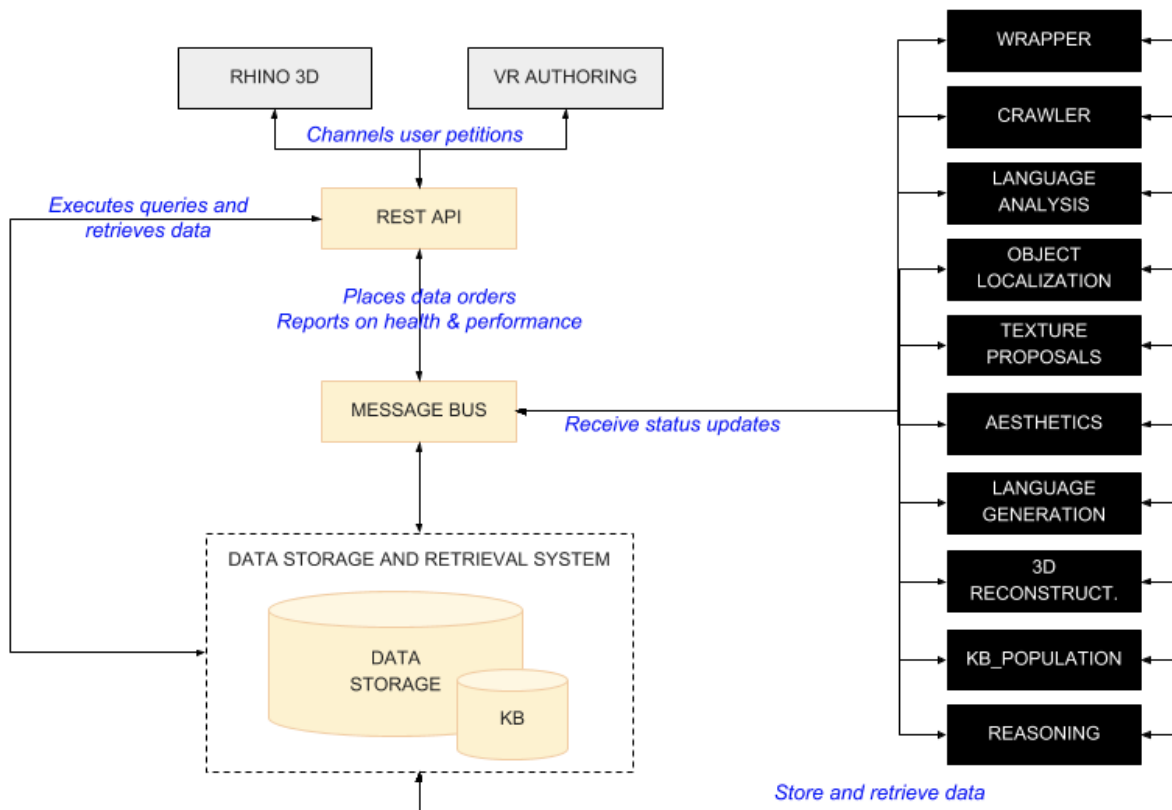 RHINO 3D
VR AUTHORING
Channels user petitions
REST API
Executes queries and
retrieves data
Places data orders
Reports on health & performance
MESSAGE BUS
Receive status updates
DATA STORAGE AND RETRIEVAL SYSTEM
DATA
STORAGE
KB
WRAPPER
CRAWLER
LANGUAGE
ANALYSIS
OBJECT
LOCALIZATION
TEXTURE
PROPOSALS
AESTHETICS
LANGUAGE
GENERATION
3D
RECONSTRUCT.
KB_POPULATION
REASONING
Store and retrieve data